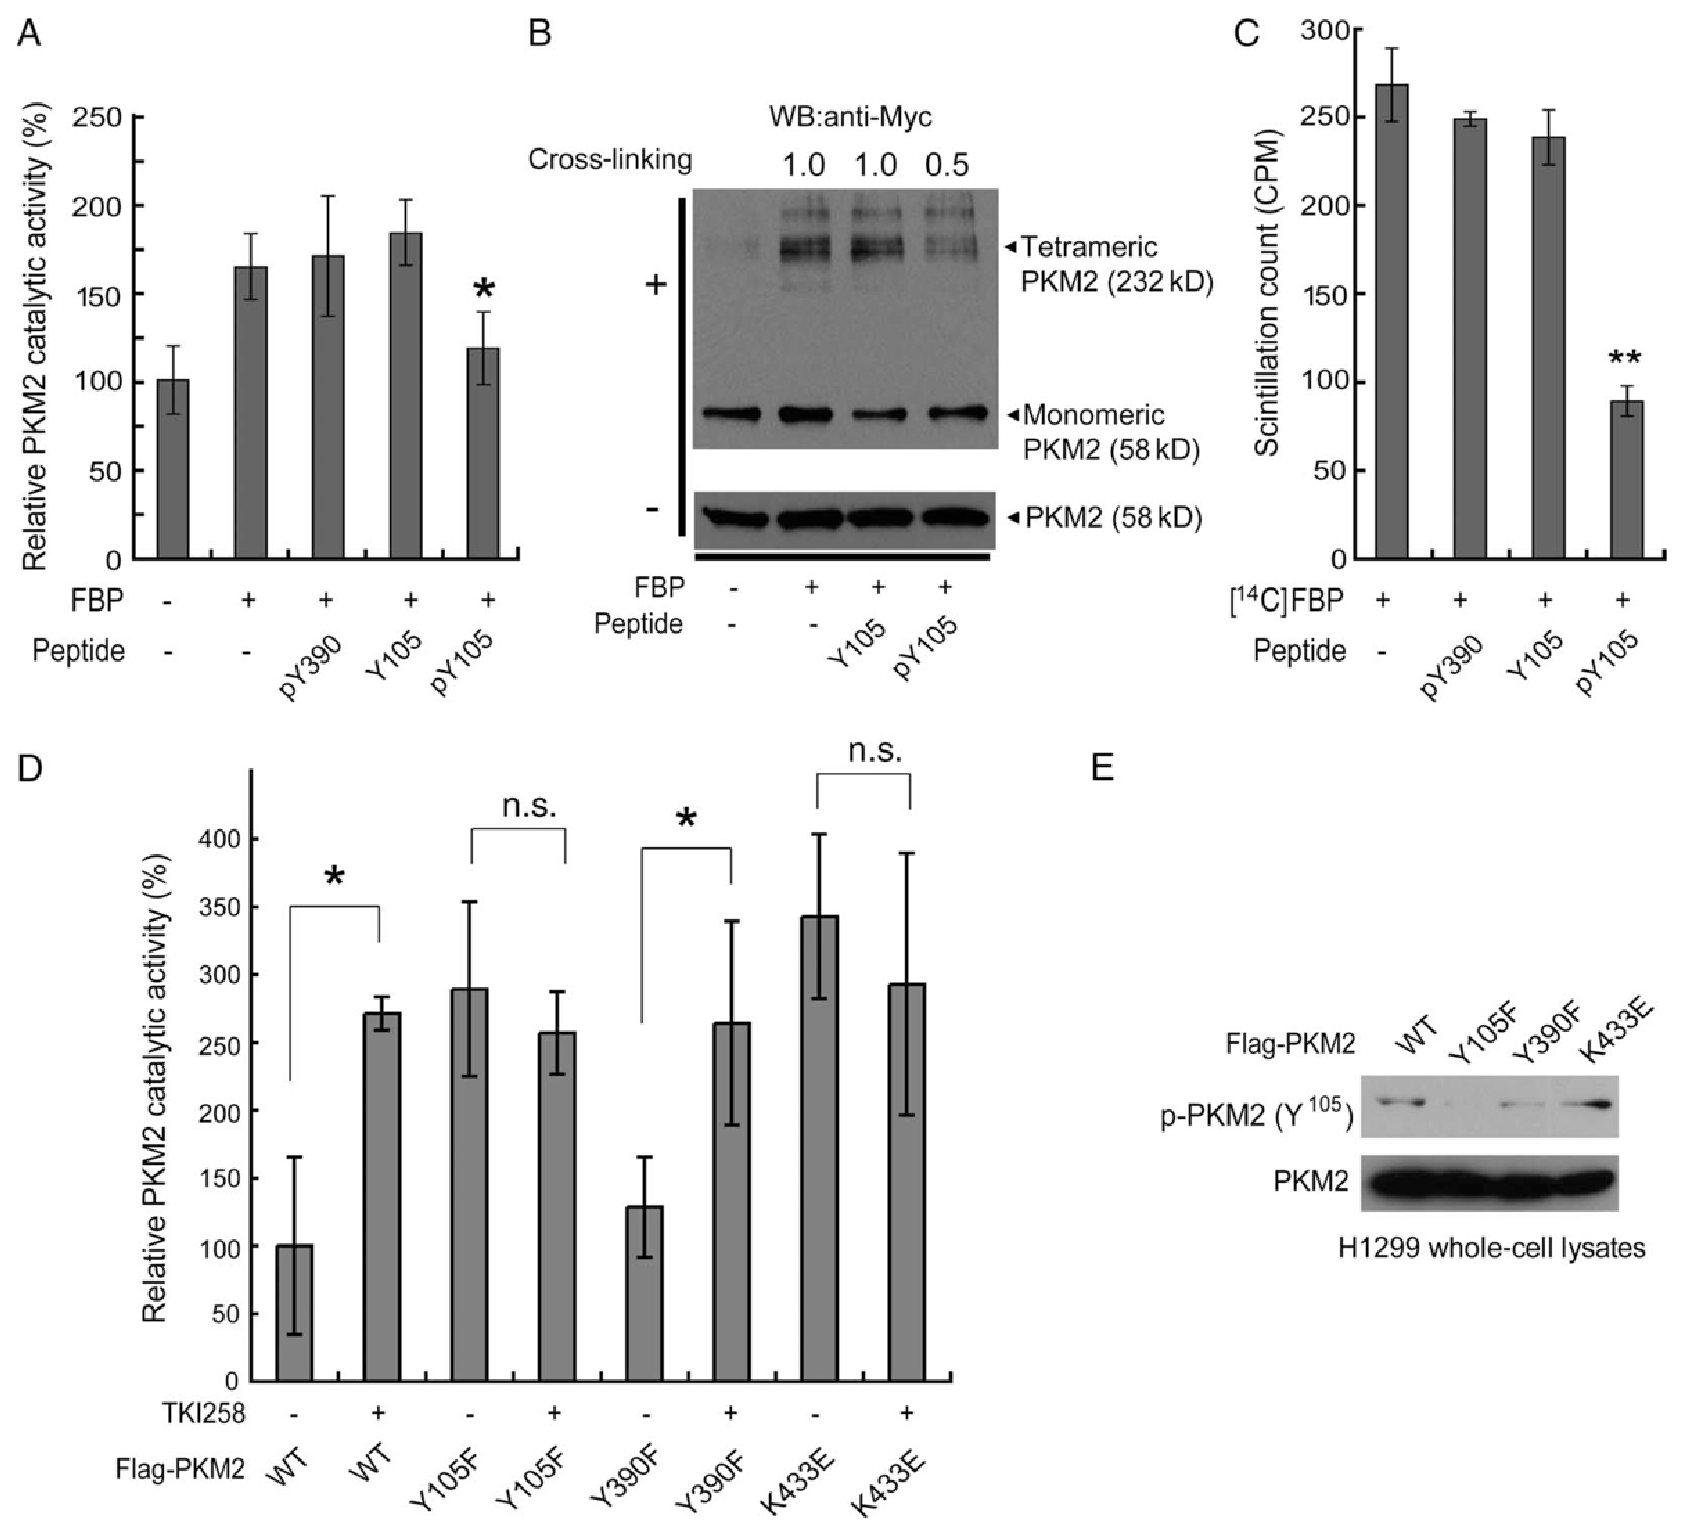 A
Relative PKM2 catalytic activity (%)
250
200
150
100
50
0
*
FBP - + + + +
Peptide - - pY390 Y105 pY105
B
WB:anti-Myc
Cross-linking 1.0 1.0 0.5
+
-
Tetrameric
PKM2 (232 kD)
Monomeric
PKM2 (58 kD)
PKM2 (58 kD)
FBP - + + +
Peptide - - Y105 pY105
C
Scintillation count (CPM)
300
250
200
150
100
50
0
**
[¹⁴C]FBP + + + +
Peptide - pY390 Y105 pY105
D
Relative PKM2 catalytic activity (%)
400
350
300
250
200
150
100
50
0
* n.s. * n.s.
TKI258 - + - + - + - +
Flag-PKM2 WT WT Y105F Y105F Y390F Y390F K433E K433E
E
Flag-PKM2 WT Y105F Y390F K433E
p-PKM2 (Y¹⁰⁵)
PKM2
H1299 whole-cell lysates